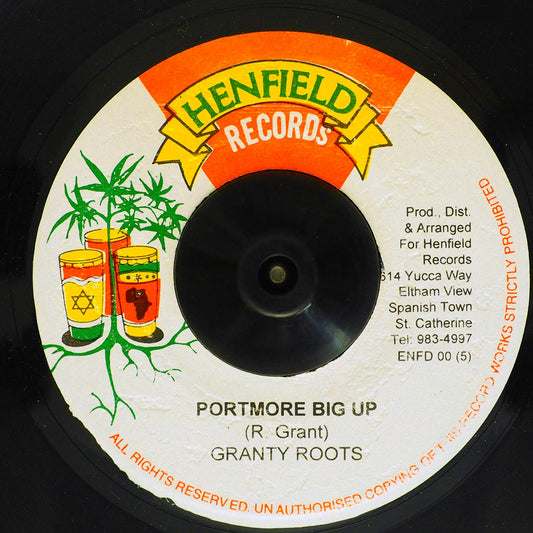 HENFIELD
RECORDS
Prod., Dist.
& Arranged
For Henfield
Records
614 Yucca Way
Eltham View
Spanish Town
St. Catherine
Tel: 983-4997
ENFD 00 (5)
PORTMORE BIG UP
(R. Grant)
GRANTY ROOTS
ALL RIGHTS RESERVED. UNAUTHORISED COPYING OF THIS RECORD WORKS STRICTLY PROHIBITED